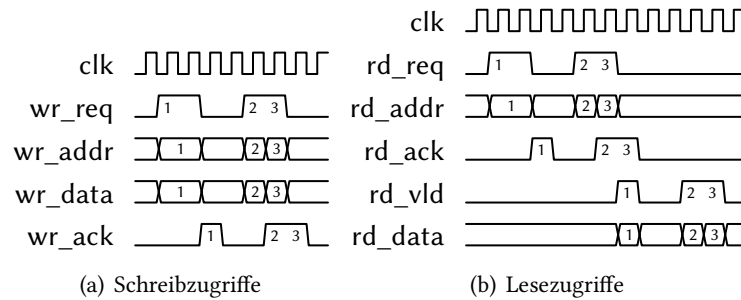 clk
wr_req 1 2 3
wr_addr 1 2 3
wr_data 1 2 3
wr_ack 1 2 3
(a) Schreibzugriffe
clk
rd_req 1 2 3
rd_addr 1 2 3
rd_ack 1 2 3
rd_vld 1 2 3
rd_data 1 2 3
(b) Lesezugriffe